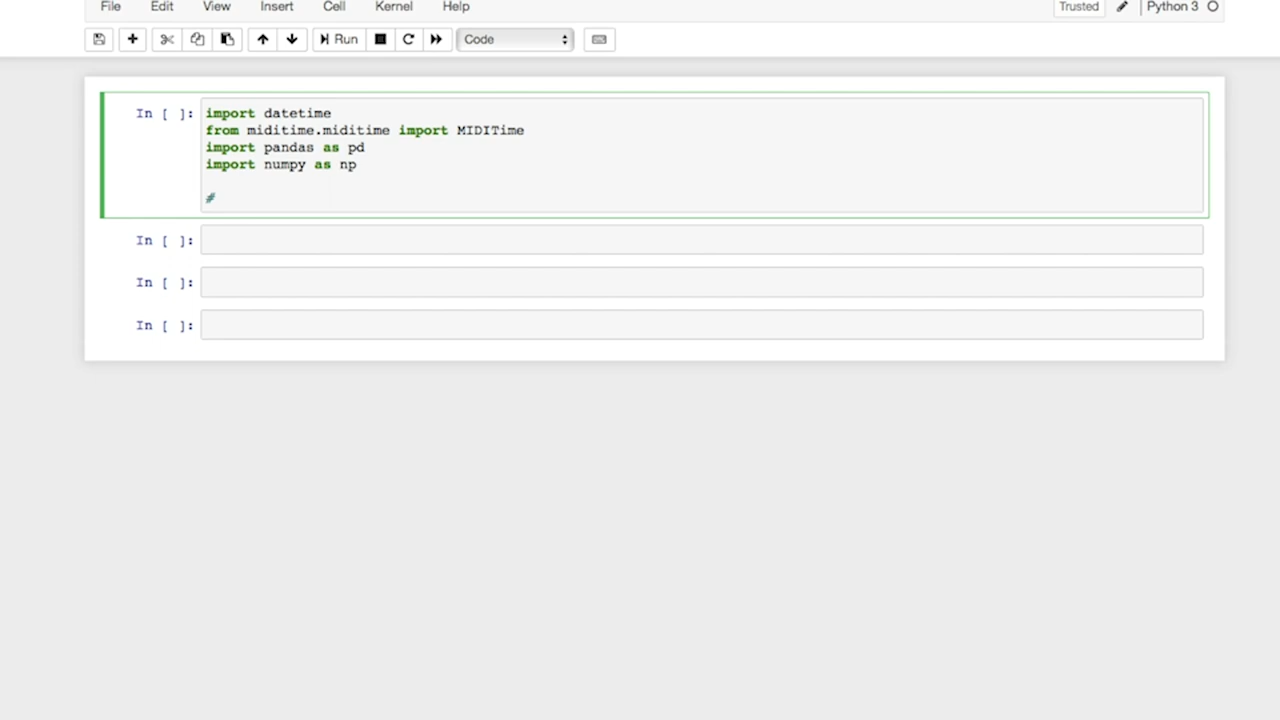 File Edit View Insert Cell Kernel Help Trusted Python 3
Run Code
In [ ]: import datetime
from miditime.miditime import MIDITime
import pandas as pd
import numpy as np
#
In [ ]:
In [ ]:
In [ ]: